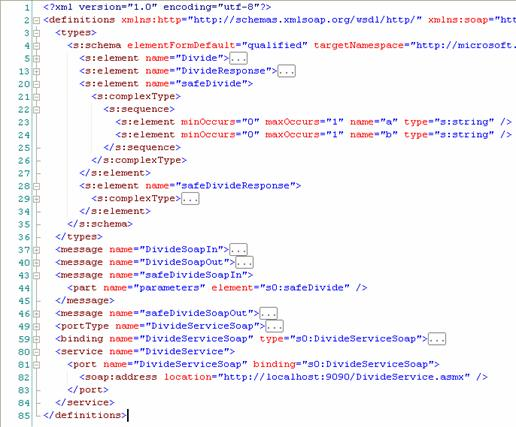 1 <?xml version="1.0" encoding="utf-8"?>
2 <definitions xmlns:http="http://schemas.xmlsoap.org/wsdl/http/" xmlns:soap="htt
3 <types>
4 <s:schema elementFormDefault="qualified" targetNamespace="http://microsoft.
5 <s:element name="Divide">...
13 <s:element name="DivideResponse">...
20 <s:element name="safeDivide">
21 <s:complexType>
22 <s:sequence>
23 <s:element minOccurs="0" maxOccurs="1" name="a" type="s:string" />
24 <s:element minOccurs="0" maxOccurs="1" name="b" type="s:string" />
25 </s:sequence>
26 </s:complexType>
27 </s:element>
28 <s:element name="safeDivideResponse">
29 <s:complexType>...
34 </s:element>
35 </s:schema>
36 </types>
37 <message name="DivideSoapIn">...
40 <message name="DivideSoapOut">...
43 <message name="safeDivideSoapIn">
44 <part name="parameters" element="s0:safeDivide" />
45 </message>
46 <message name="safeDivideSoapOut">...
49 <portType name="DivideServiceSoap">...
59 <binding name="DivideServiceSoap" type="s0:DivideServiceSoap">...
80 <service name="DivideService">
81 <port name="DivideServiceSoap" binding="s0:DivideServiceSoap">
82 <soap:address location="http://localhost:9090/DivideService.asmx" />
83 </port>
84 </service>
85 </definitions>